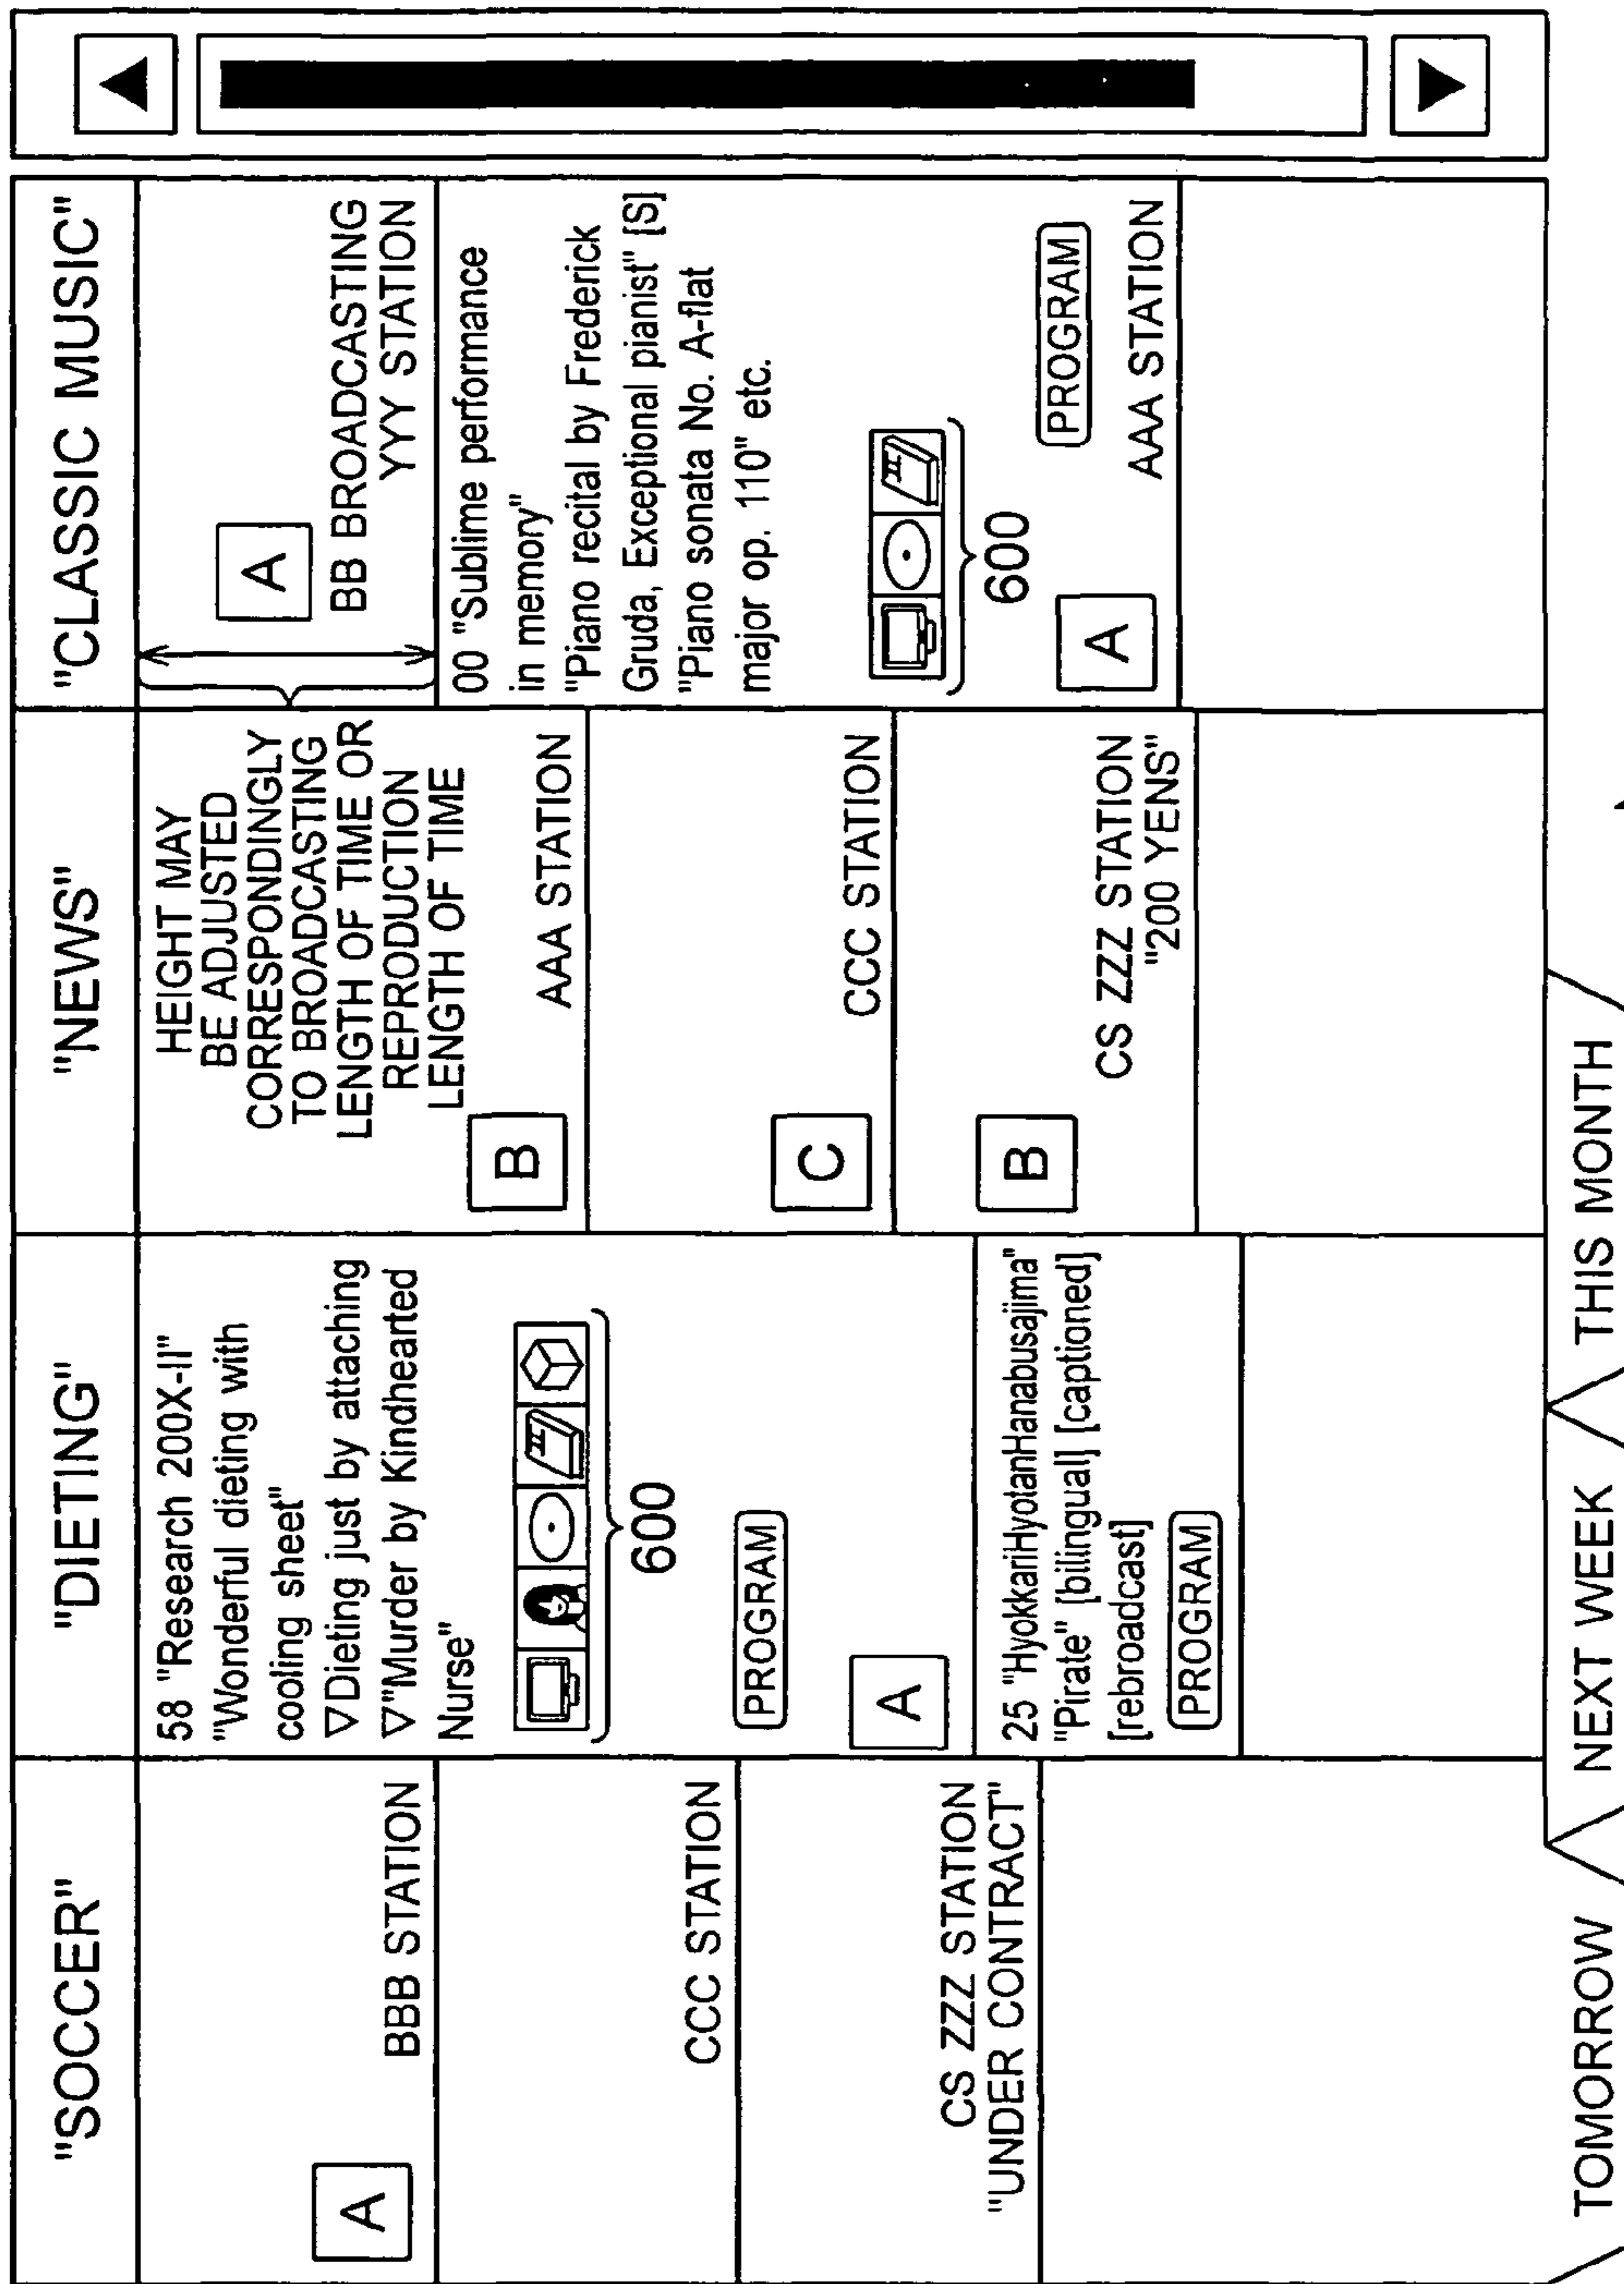 "SOCCER"
A
BBB STATION
CCC STATION
CS ZZZ STATION
"UNDER CONTRACT"
"DIETING"
58 "Research 200X-II"
"Wonderful dieting with
cooling sheet"
▽Dieting just by attaching
▽"Murder by Kindhearted
Nurse"
600
PROGRAM
A
25 "HyokkariHyotanHanabusajima"
"Pirate" [bilingual] [captioned]
[rebroadcast]
PROGRAM
"NEWS"
HEIGHT MAY
BE ADJUSTED
CORRESPONDINGLY
TO BROADCASTING
LENGTH OF TIME OR
REPRODUCTION
LENGTH OF TIME
B
AAA STATION
C
CCC STATION
B
CS ZZZ STATION
"200 YENS"
"CLASSIC MUSIC"
A
BB BROADCASTING
YYY STATION
00 "Sublime performance
in memory"
"Piano recital by Frederick
Gruda, Exceptional pianist" [S]
"Piano sonata No. A-flat
major op. 110" etc.
600
PROGRAM
A
AAA STATION
TOMORROW
NEXT WEEK
THIS MONTH